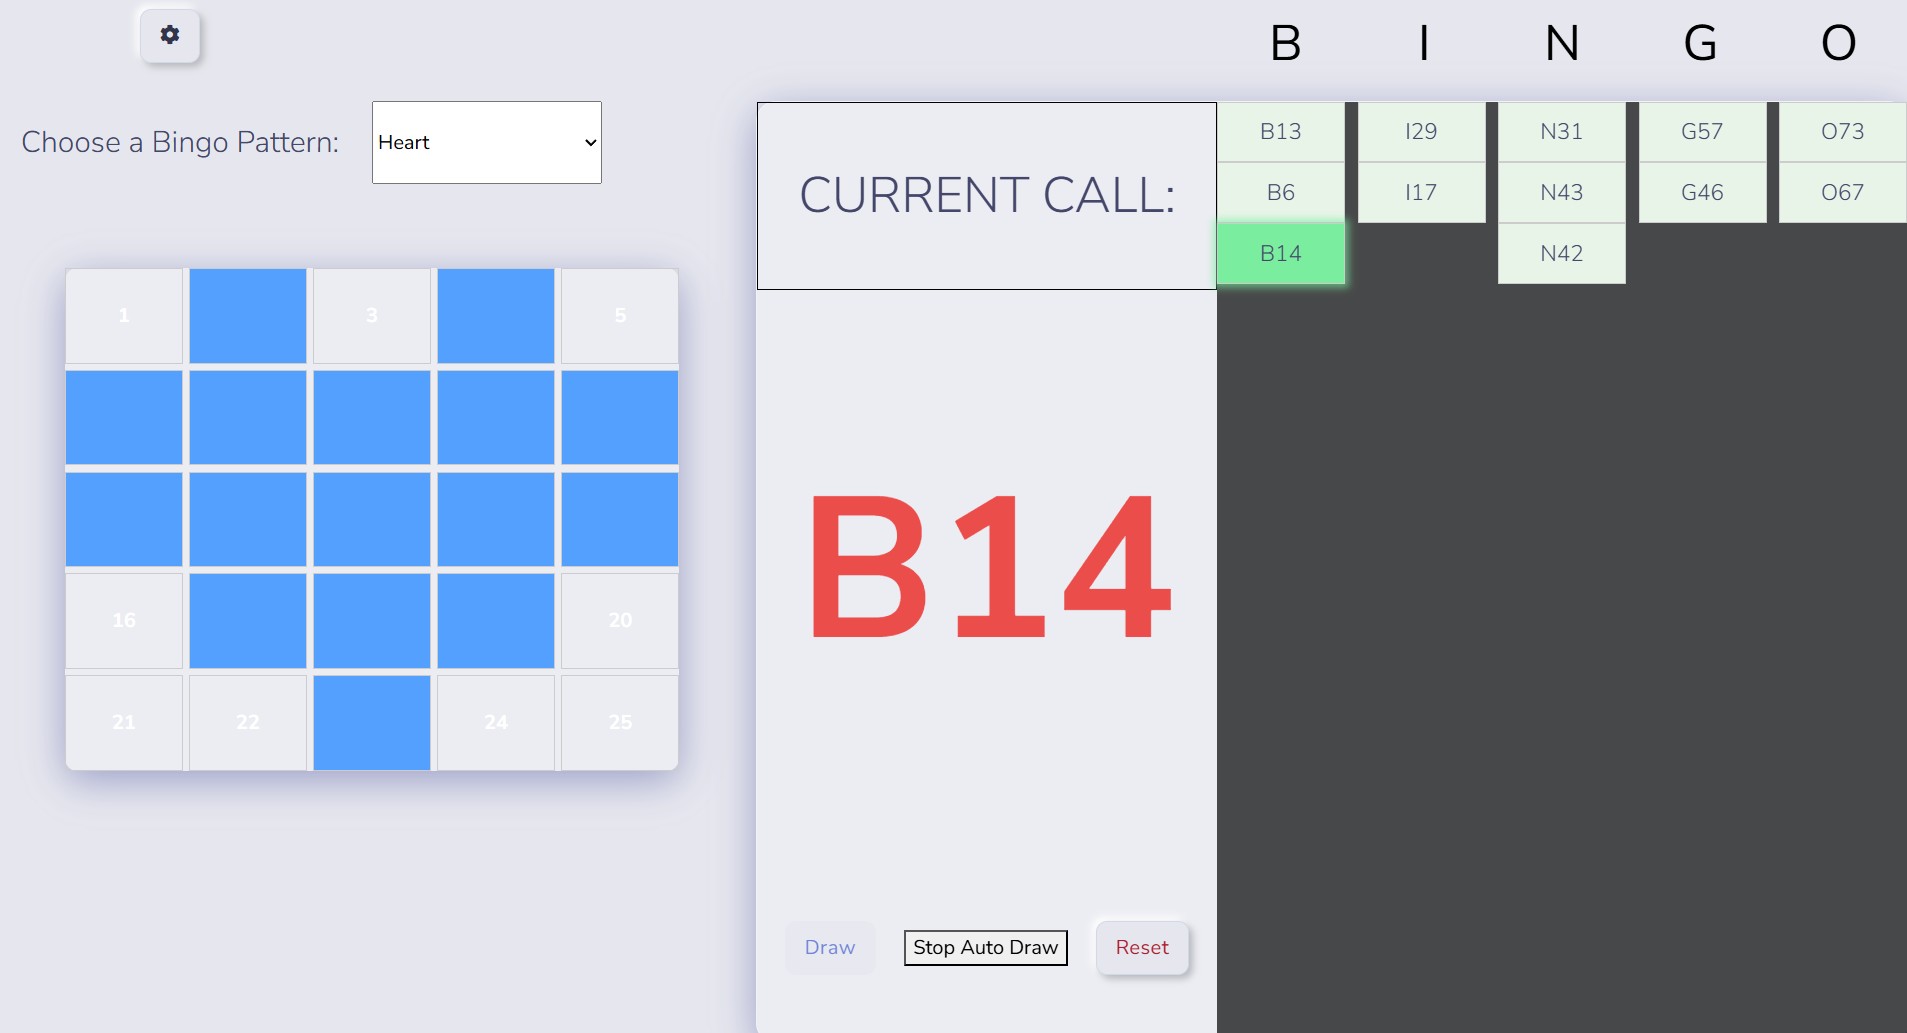 B I N G O
Choose a Bingo Pattern:
Heart
1 3 5
16 20
21 22 24 25
CURRENT CALL:
B14
Draw
Stop Auto Draw
Reset
B13 I29 N31 G57 O73
B6 I17 N43 G46 O67
B14 N42